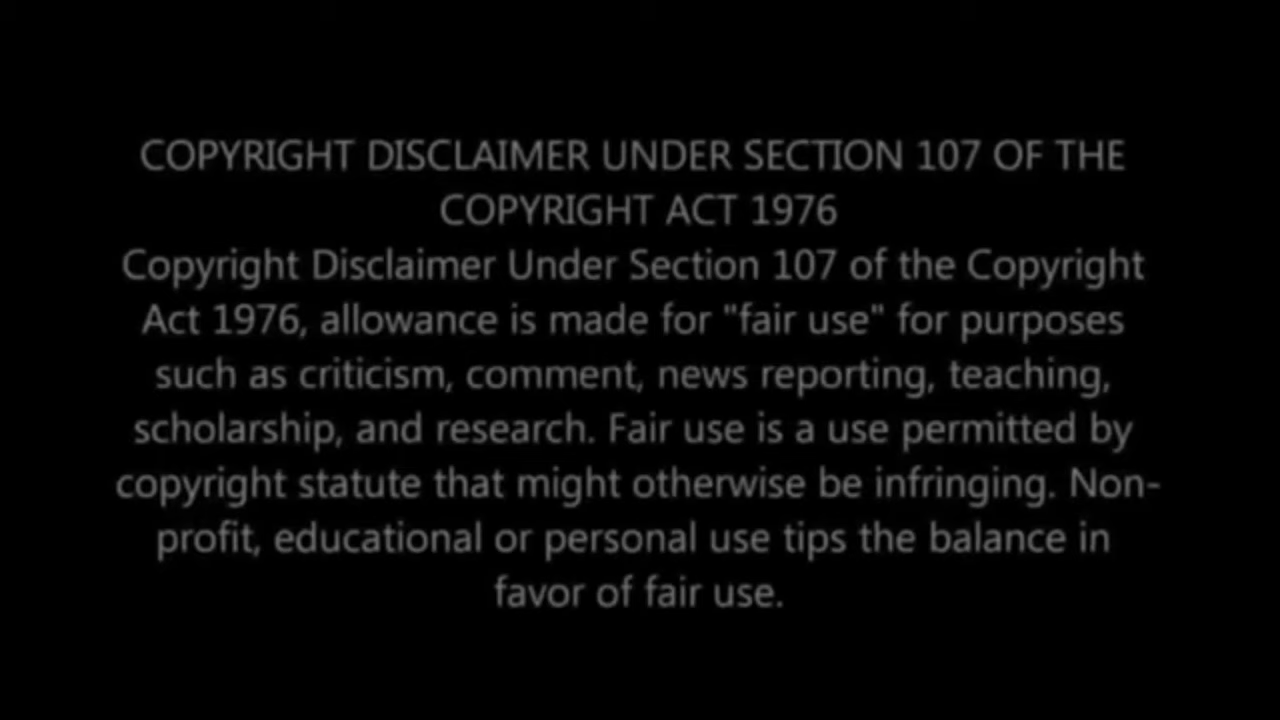 COPYRIGHT DISCLAIMER UNDER SECTION 107 OF THE
COPYRIGHT ACT 1976
Copyright Disclaimer Under Section 107 of the Copyright
Act 1976, allowance is made for "fair use" for purposes
such as criticism, comment, news reporting, teaching,
scholarship, and research. Fair use is a use permitted by
copyright statute that might otherwise be infringing. Non-
profit, educational or personal use tips the balance in
favor of fair use.